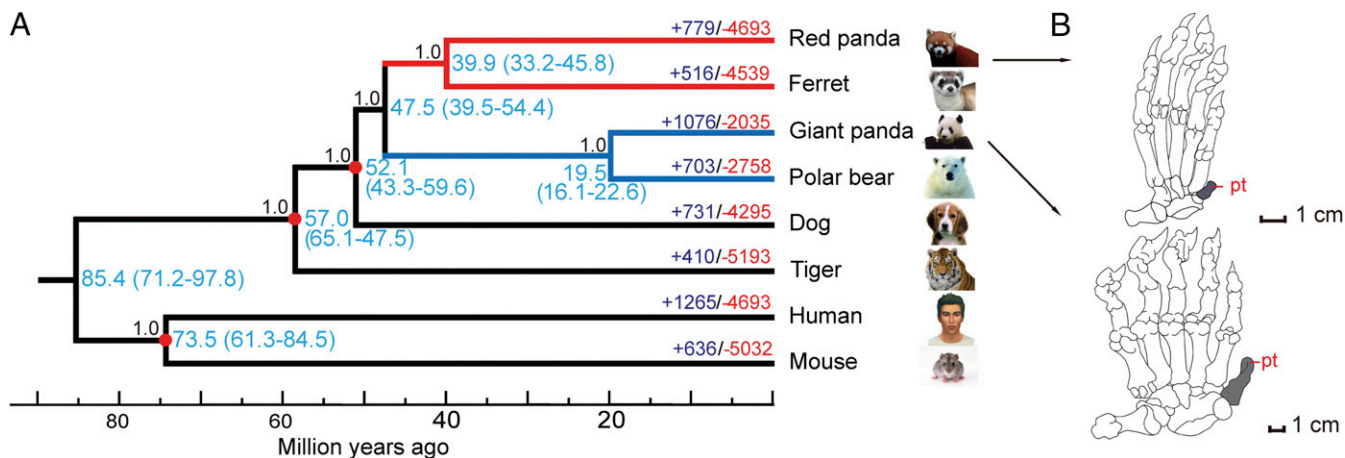 A
B
+779/-4693
Red panda
1.0
39.9 (33.2-45.8)
+516/-4539
Ferret
1.0
47.5 (39.5-54.4)
+1076/-2035
Giant panda
1.0
1.0
52.1
(43.3-59.6)
19.5
(16.1-22.6)
+703/-2758
Polar bear
pt
1 cm
+731/-4295
Dog
1.0
57.0
(65.1-47.5)
+410/-5193
Tiger
85.4 (71.2-97.8)
+1265/-4693
Human
1.0
73.5 (61.3-84.5)
+636/-5032
Mouse
pt
1 cm
80 60 40 20
Million years ago